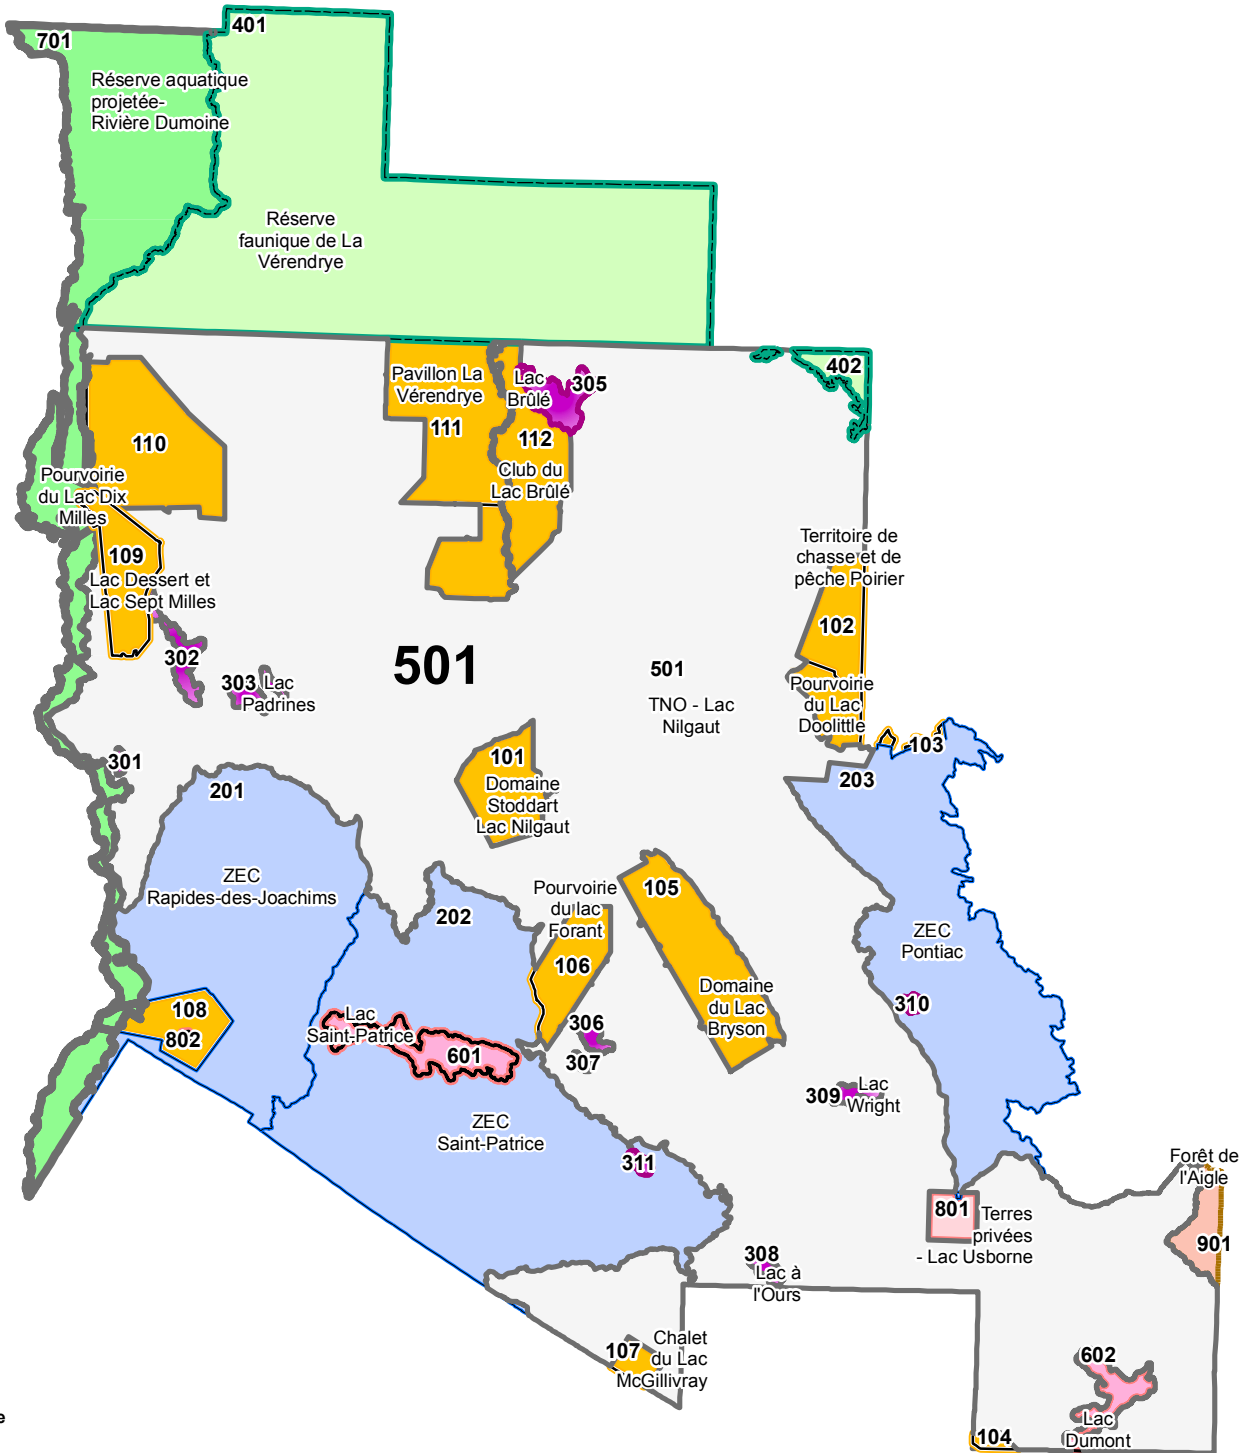 701
401
Réserve aquatique
projetée-
Rivière Dumoine
Réserve
faunique de La
Vérendrye
402
Pavillon La
Vérendrye
111
Lac
Brûlé
305
112
Club du
Lac Brûlé
110
Pourvoirie
du Lac Dix
Milles
109
Lac Dessert et
Lac Sept Milles
Territoire de
chasse et de
pêche Poirier
102
302
303
Lac
Padrines
501
501
TNO - Lac
Nilgaut
Pourvoirie
du Lac
Doolittle
103
301
201
101
Domaine
Stoddart
Lac Nilgaut
203
ZEC
Rapides-des-Joachims
202
Pourvoirie
du lac
Forant
106
105
ZEC
Pontiac
Domaine
du Lac
Bryson
310
108
802
Lac
Saint-Patrice
601
306
307
309
Lac
Wright
ZEC
Saint-Patrice
311
Forêt de
l'Aigle
801
Terres
privées
- Lac Usborne
901
308
Lac à
l'Ours
107
Chalet
du Lac
McGillivray
602
Lac
Dumont
104
e